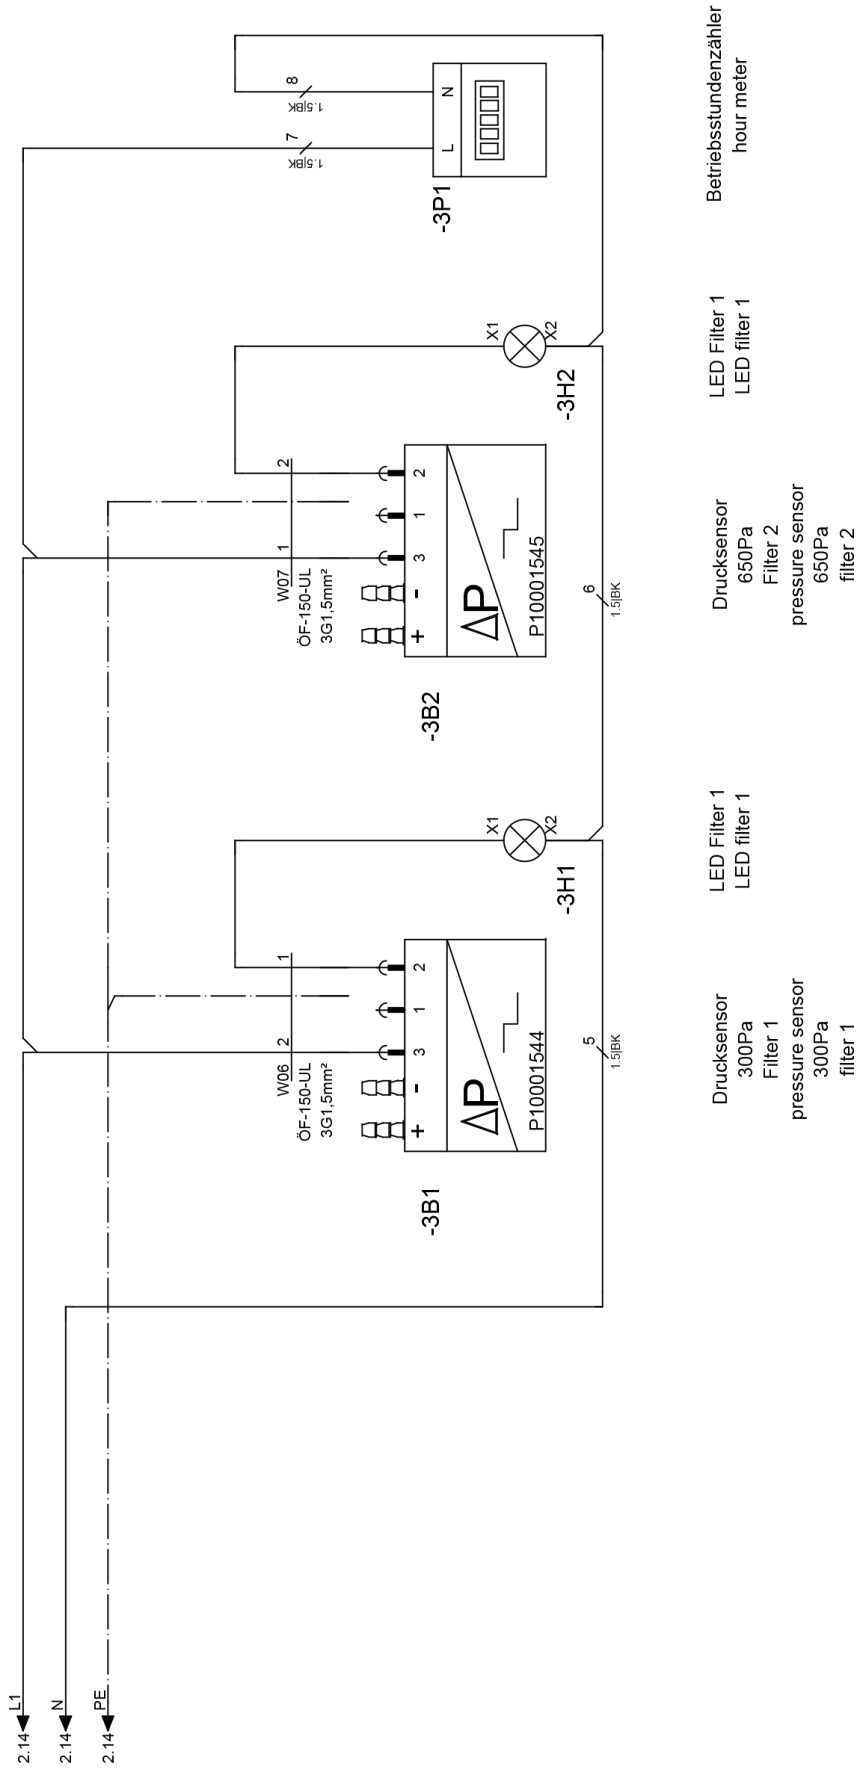 2.14 L1
2.14 N
2.14 PE
W06 2 1
ÖF-150-UL
3G1,5mm²
-3B1
+ - 3 1 2
ΔP
P10001544
X1
-3H1
X2
W07 1 2
ÖF-150-UL
3G1,5mm²
-3B2
+ - 3 1 2
ΔP
P10001545
X1
-3H2
X2
7 8
1.5|BK 1.5|BK
-3P1
L N
5
1.5|BK
6
1.5|BK
Drucksensor
300Pa
Filter 1
pressure sensor
300Pa
filter 1
LED Filter 1
LED filter 1
Drucksensor
650Pa
Filter 2
pressure sensor
650Pa
filter 2
LED Filter 1
LED filter 1
Betriebsstundenzähler
hour meter